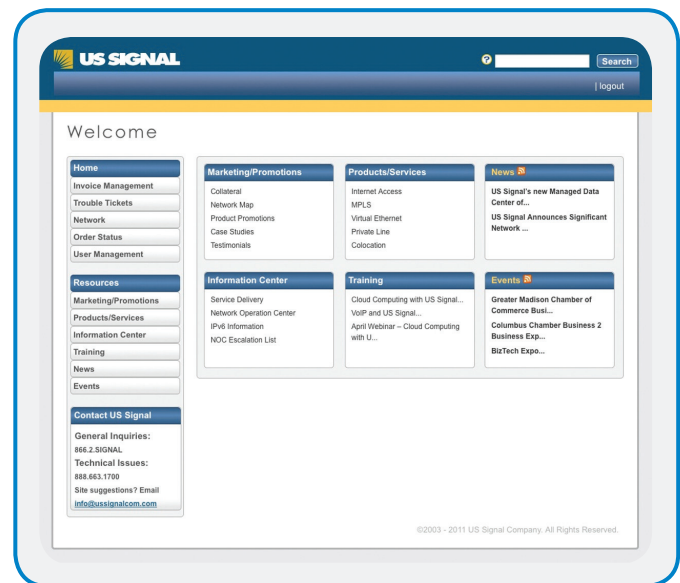 US SIGNAL
?
Search
| logout
Welcome
Home
Invoice Management
Trouble Tickets
Network
Order Status
User Management
Resources
Marketing/Promotions
Products/Services
Information Center
Training
News
Events
Contact US Signal
General Inquiries:
866.2.SIGNAL
Technical Issues:
888.663.1700
Site suggestions? Email
info@ussignalcom.com
Marketing/Promotions
Collateral
Network Map
Product Promotions
Case Studies
Testimonials
Products/Services
Internet Access
MPLS
Virtual Ethernet
Private Line
Colocation
News
US Signal's new Managed Data
Center of...
US Signal Announces Significant
Network ...
Information Center
Service Delivery
Network Operation Center
IPv6 Information
NOC Escalation List
Training
Cloud Computing with US Signal...
VoIP and US Signal...
April Webinar – Cloud Computing
with U...
Events
Greater Madison Chamber of
Commerce Busi...
Columbus Chamber Business 2
Business Exp...
BizTech Expo...
©2003 - 2011 US Signal Company. All Rights Reserved.